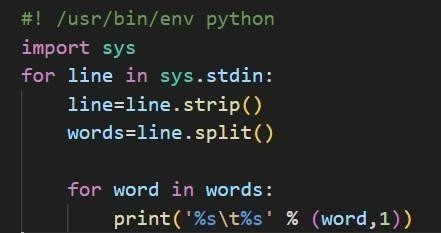 #! /usr/bin/env python
import sys
for line in sys.stdin:
    line=line.strip()
    words=line.split()

    for word in words:
        print('%s\t%s' % (word,1))